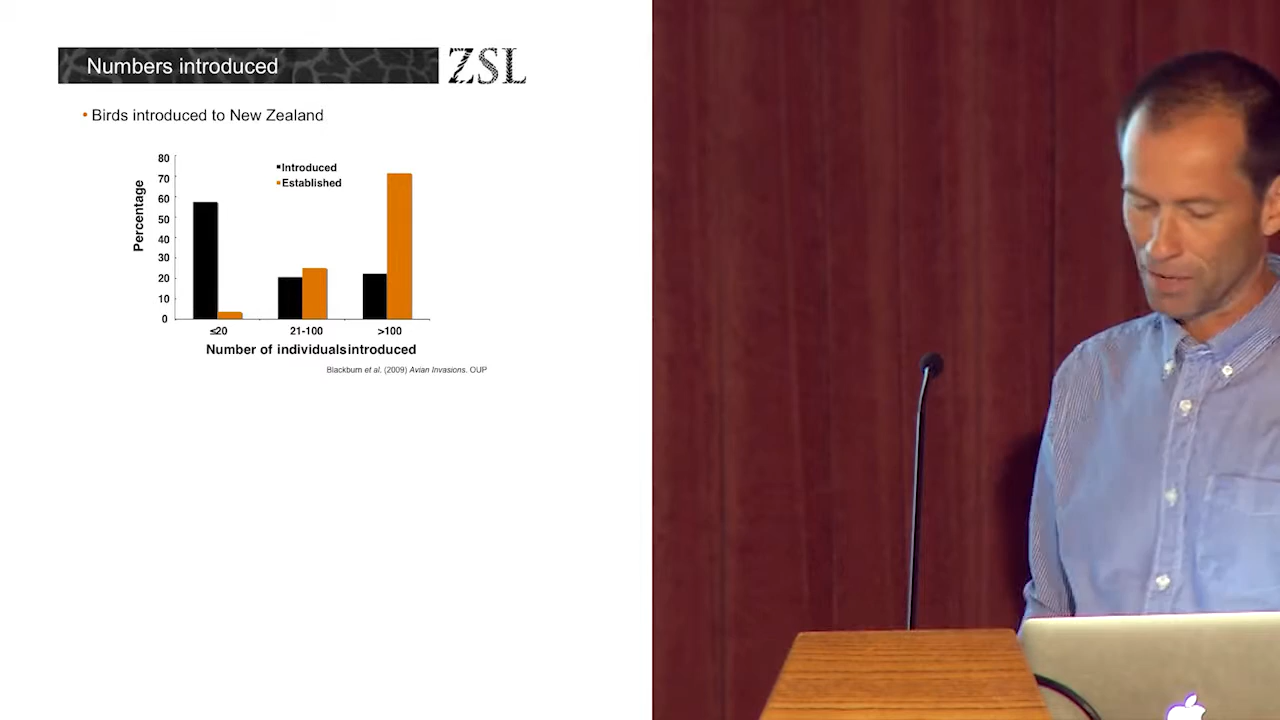 Numbers introduced
ZSL
• Birds introduced to New Zealand
80
70
60
50
40
30
20
10
0
Percentage
Introduced
Established
≤20
21-100
>100
Number of individualsintroduced
Blackburn et al. (2009) Avian Invasions. OUP